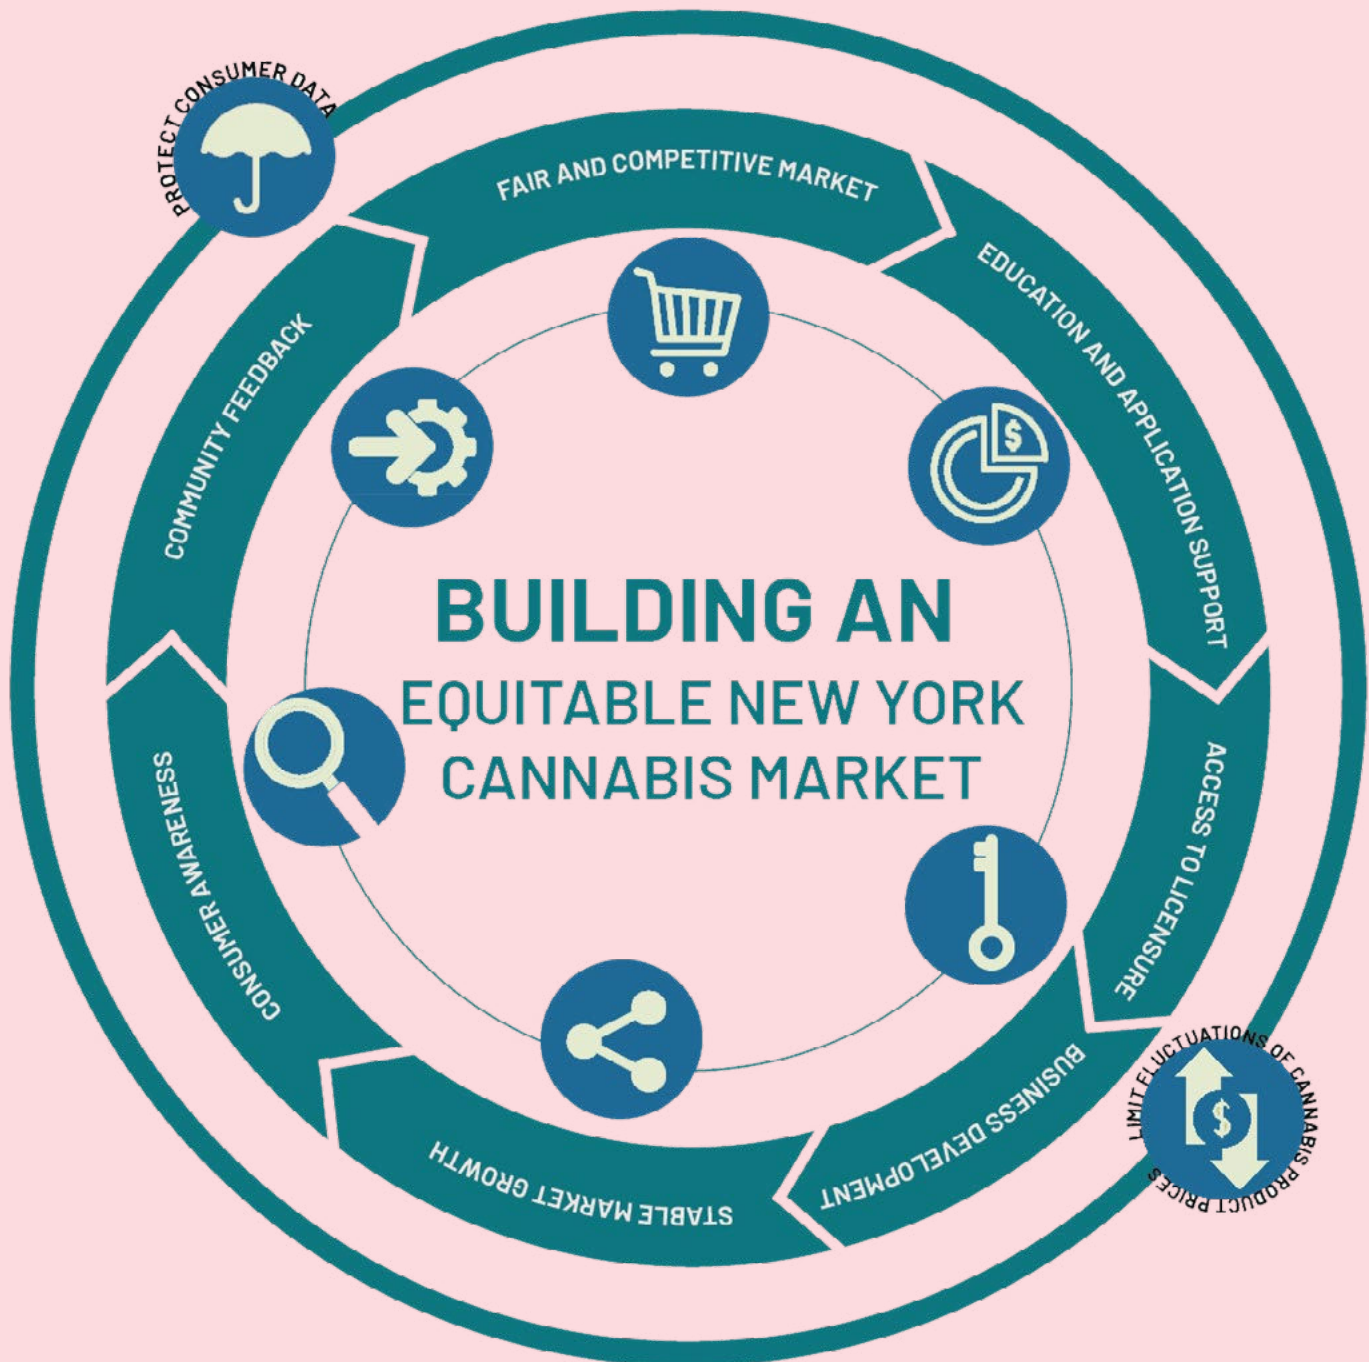 PROTECT CONSUMER DATA
FAIR AND COMPETITIVE MARKET
EDUCATION AND APPLICATION SUPPORT
ACCESS TO LICENSURE
BUSINESS DEVELOPMENT
STABLE MARKET GROWTH
CONSUMER AWARENESS
COMMUNITY FEEDBACK
BUILDING AN
EQUITABLE NEW YORK
CANNABIS MARKET
$
LIMIT FLUCTUATIONS OF CANNABIS PRODUCT PRICES
$